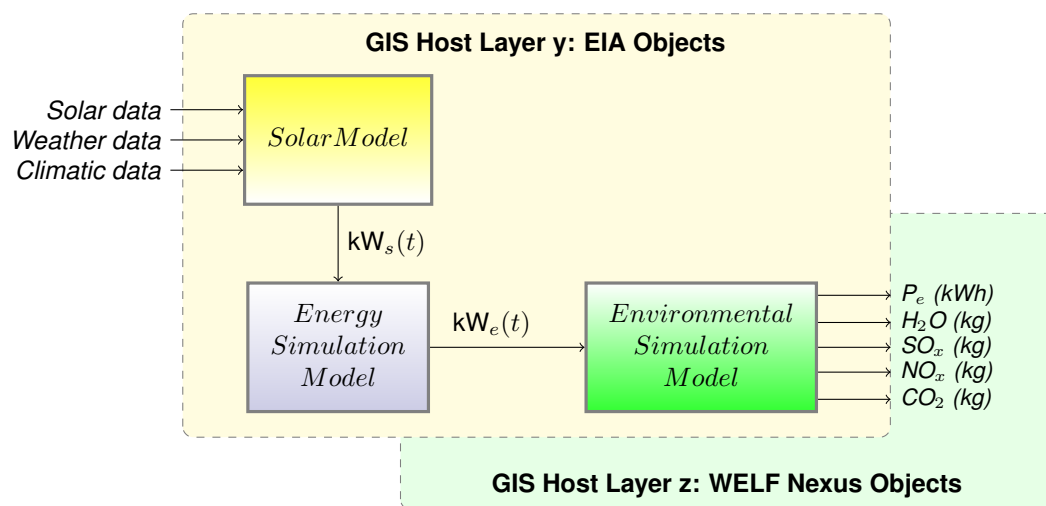 GIS Host Layer y: EIA Objects
Solar data
Weather data
Climatic data
SolarModel
kWₛ(t)
Energy
Simulation
Model
kWₑ(t)
Environmental
Simulation
Model
Pₑ (kWh)
H₂O (kg)
SOₓ (kg)
NOₓ (kg)
CO₂ (kg)
GIS Host Layer z: WELF Nexus Objects